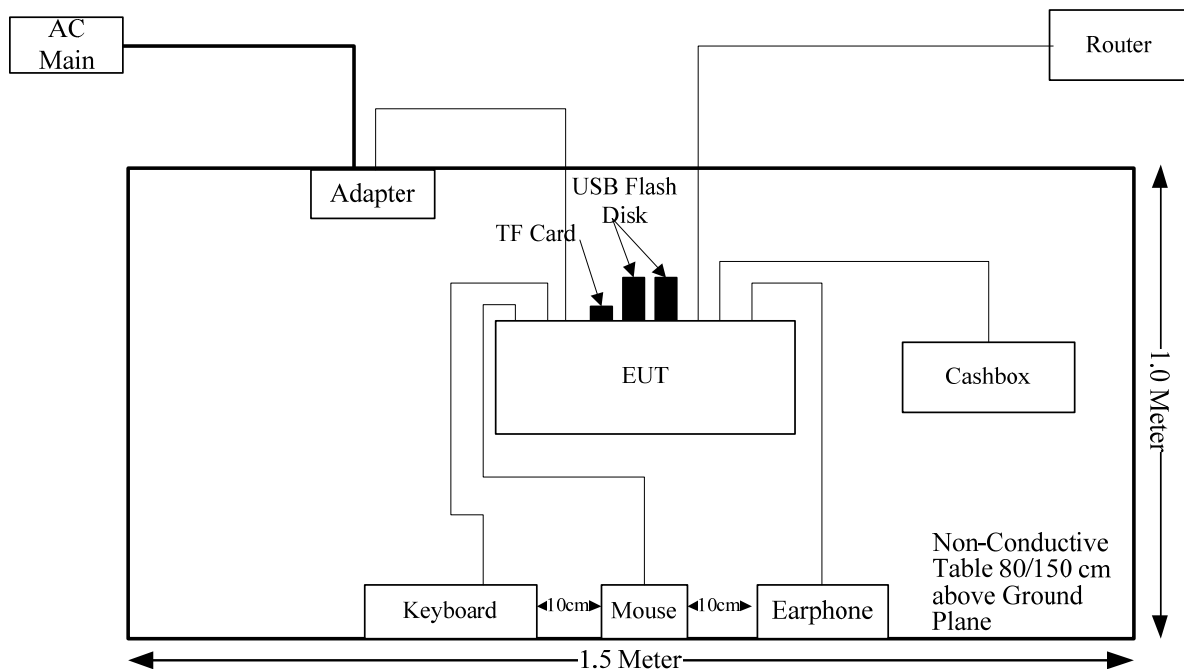 AC
Main
Router
Adapter
USB Flash
Disk
TF Card
EUT
Cashbox
1.0 Meter
Non-Conductive
Table 80/150 cm
above Ground
Plane
Keyboard
10cm
Mouse
10cm
Earphone
1.5 Meter